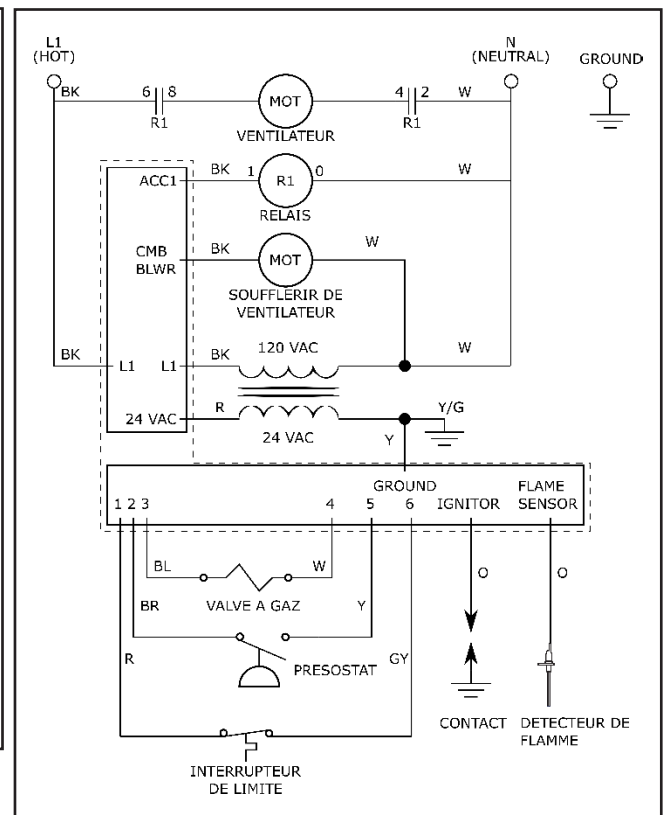 L1
(HOT)
N
(NEUTRAL)
GROUND
BK
6 8
R1
MOT
VENTILATEUR
4 2
R1
W
ACC1
BK
1
R1
0
RELAIS
W
CMB
BLWR
BK
MOT
W
SOUFFLERIR DE
VENTILATEUR
BK
L1
L1
BK
120 VAC
W
24 VAC
R
24 VAC
Y
Y/G
GROUND
1 2 3
4
5
6
IGNITOR
FLAME
SENSOR
BL
W
VALVE A GAZ
O
O
BR
Y
R
PRESOSTAT
GY
CONTACT
DETECTEUR DE
FLAMME
INTERRUPTEUR
DE LIMITE